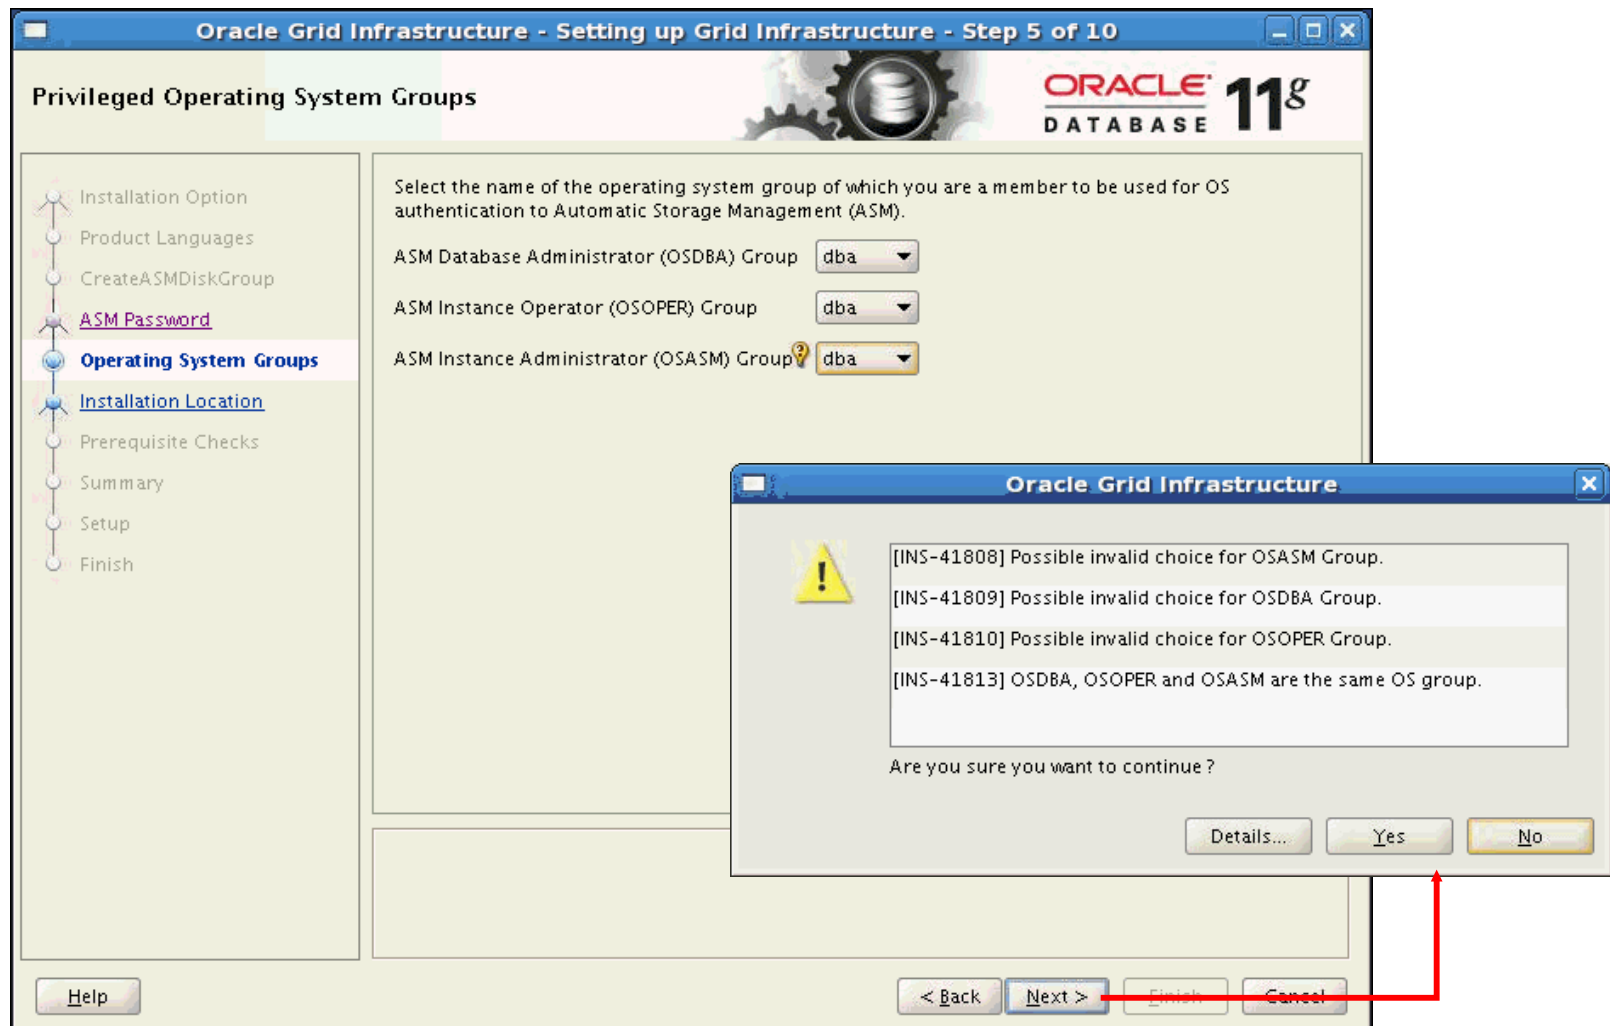 Oracle Grid Infrastructure - Setting up Grid Infrastructure - Step 5 of 10
Privileged Operating System Groups
ORACLE
DATABASE
11g
Installation Option
Product Languages
CreateASMDiskGroup
ASM Password
Operating System Groups
Installation Location
Prerequisite Checks
Summary
Setup
Finish
Select the name of the operating system group of which you are a member to be used for OS
authentication to Automatic Storage Management (ASM).
ASM Database Administrator (OSDBA) Group dba
ASM Instance Operator (OSOPER) Group dba
ASM Instance Administrator (OSASM) Group dba
Oracle Grid Infrastructure
[INS-41808] Possible invalid choice for OSASM Group.
[INS-41809] Possible invalid choice for OSDBA Group.
[INS-41810] Possible invalid choice for OSOPER Group.
[INS-41813] OSDBA, OSOPER and OSASM are the same OS group.
Are you sure you want to continue?
Details... Yes No
Help < Back Next > Finish Cancel